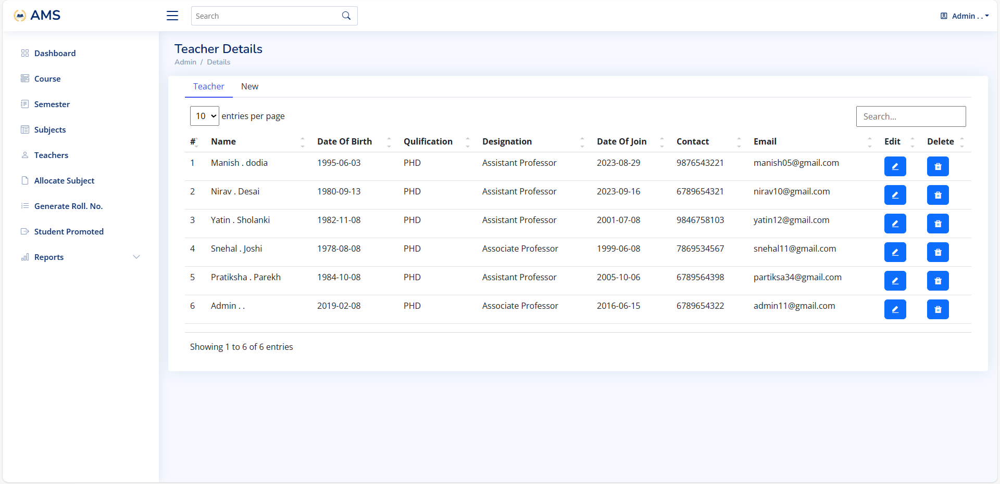 AMS
Search
Admin . .
Dashboard
Course
Semester
Subjects
Teachers
Allocate Subject
Generate Roll. No.
Student Promoted
Reports
Teacher Details
Admin / Details
Teacher New
10 entries per page
Search...
# Name Date Of Birth Qulification Designation Date Of Join Contact Email Edit Delete
1 Manish . dodia 1995-06-03 PHD Assistant Professor 2023-08-29 9876543221 manish05@gmail.com
2 Nirav . Desai 1980-09-13 PHD Assistant Professor 2023-09-16 6789654321 nirav10@gmail.com
3 Yatin . Sholanki 1982-11-08 PHD Assistant Professor 2001-07-08 9846758103 yatin12@gmail.com
4 Snehal . Joshi 1978-08-08 PHD Associate Professor 1999-06-08 7869534567 snehal11@gmail.com
5 Pratiksha . Parekh 1984-10-08 PHD Assistant Professor 2005-10-06 6789564398 partiksa34@gmail.com
6 Admin . . 2019-02-08 PHD Associate Professor 2016-06-15 6789654322 admin11@gmail.com
Showing 1 to 6 of 6 entries